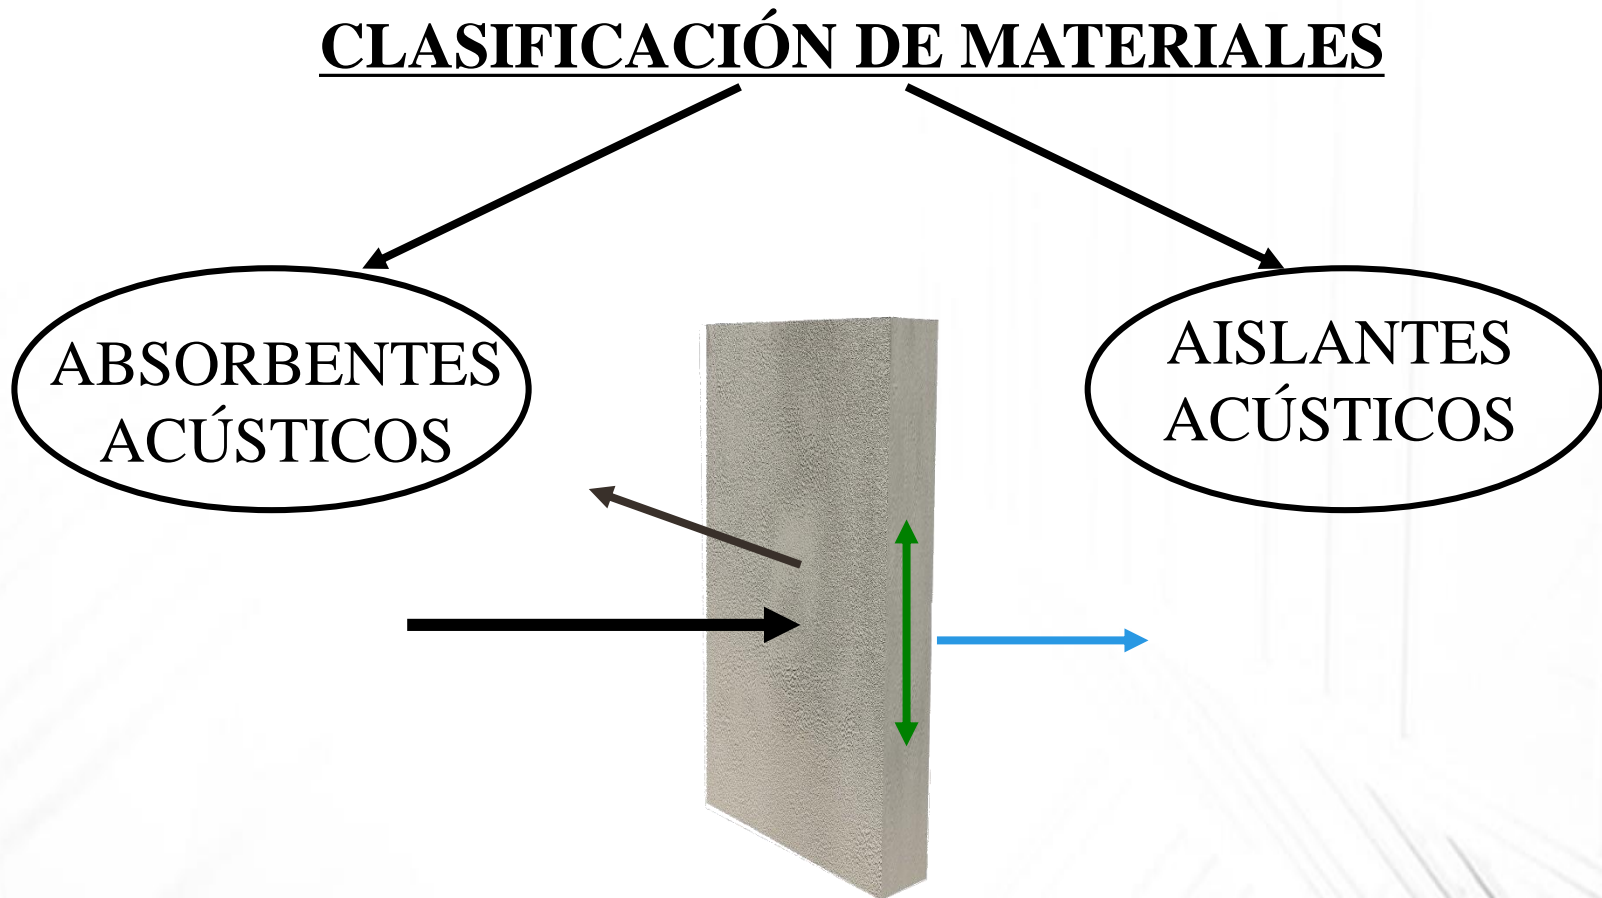 CLASIFICACIÓN DE MATERIALES
ABSORBENTES
ACÚSTICOS
AISLANTES
ACÚSTICOS